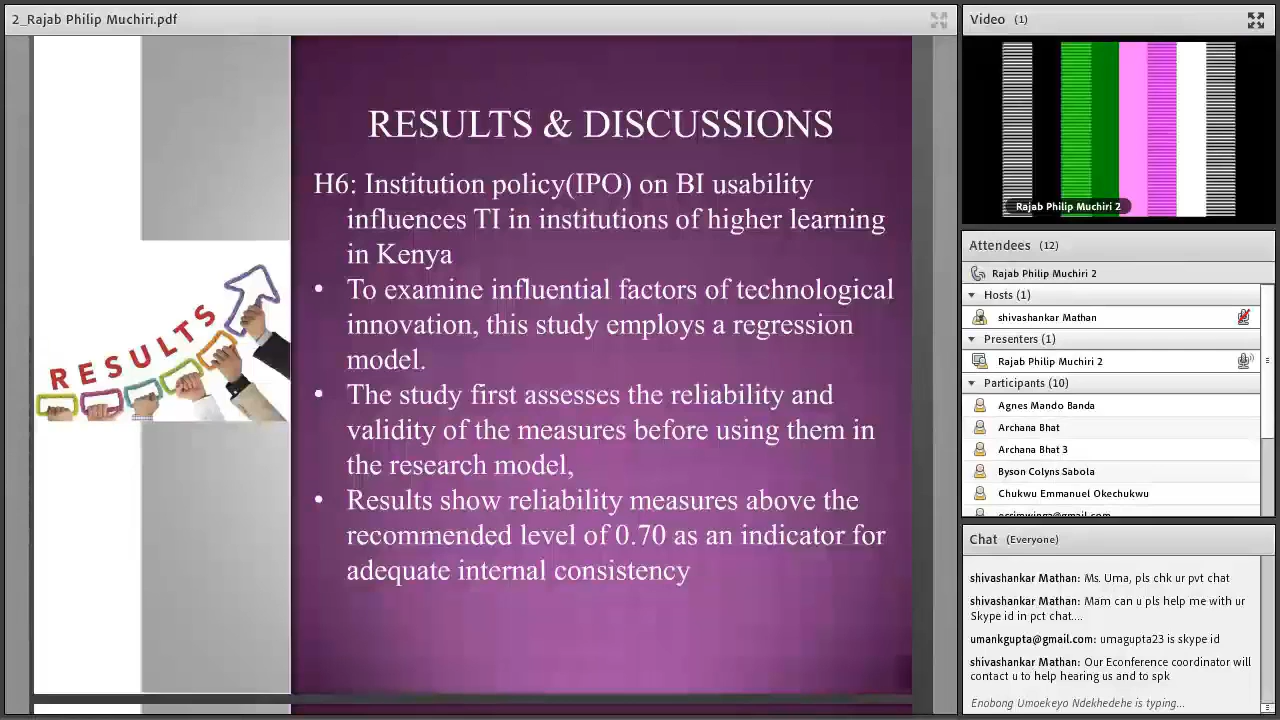 2_Rajab Philip Muchiri.pdf
RESULTS & DISCUSSIONS
H6. Institution policy(IPO) on BI usability
influences TI in institutions of higher learning
in Kenya
• To examine influential factors of technological
innovation, this study employs a regression
model.
• The study first assesses the reliability and
validity of the measures before using them in
the research model,
• Results show reliability measures above the
recommended level of 0.70 as an indicator for
adequate internal consistency
RESULTS
Video (1)
Rajab Philip Muchiri 2
Attendees (12)
Rajab Philip Muchiri 2
Hosts (1)
shivashankar Mathan
Presenters (1)
Rajab Philip Muchiri 2
Participants (10)
Agnes Mando Banda
Archana Bhat
Archana Bhat 3
Byson Colyns Sabola
Chukwu Emmanuel Okechukwu
Chat (Everyone)
shivashankar Mathan: Ms. Uma, pls chk ur pvt chat
shivashankar Mathan: Mam can u pls help me with ur
Skype id in pct chat....
umankgupta@gmail.com: umagupta23 is skype id
shivashankar Mathan: Our Econference coordinator will
contact u to help hearing us and to spk
Enobong Umoekeyo Ndekhedehe is typing...